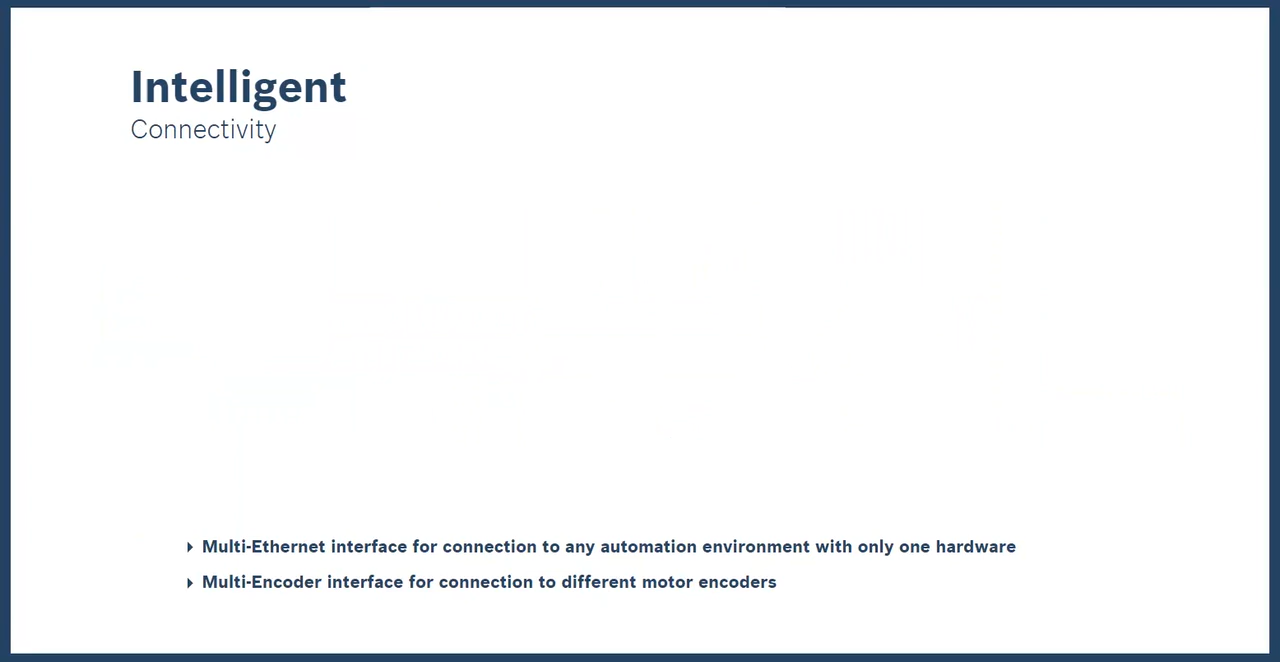 Intelligent
Connectivity
Multi-Ethernet interface for connection to any automation environment with only one hardware
Multi-Encoder interface for connection to different motor encoders